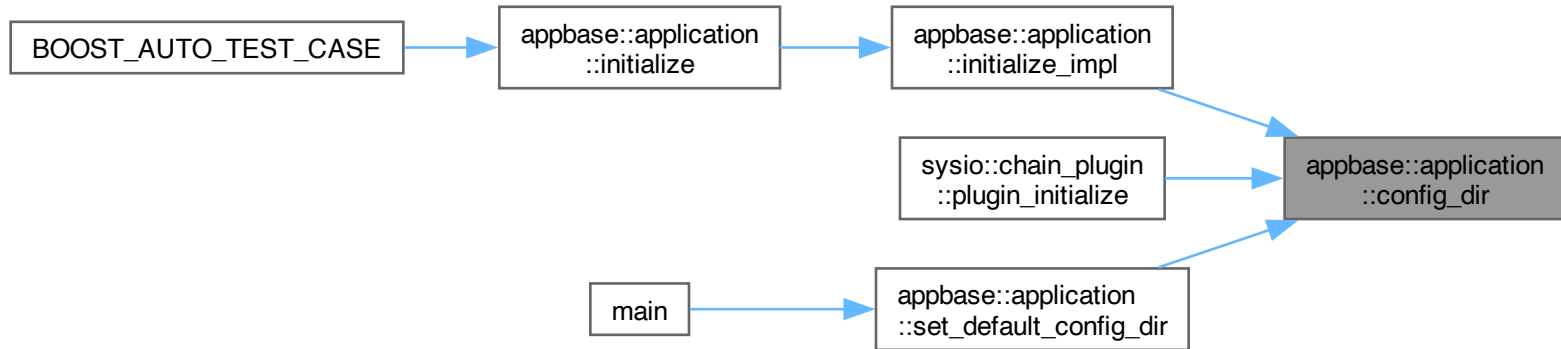 BOOST_AUTO_TEST_CASE
appbase::application
::initialize
appbase::application
::initialize_impl
sysio::chain_plugin
::plugin_initialize
appbase::application
::config_dir
main
appbase::application
::set_default_config_dir